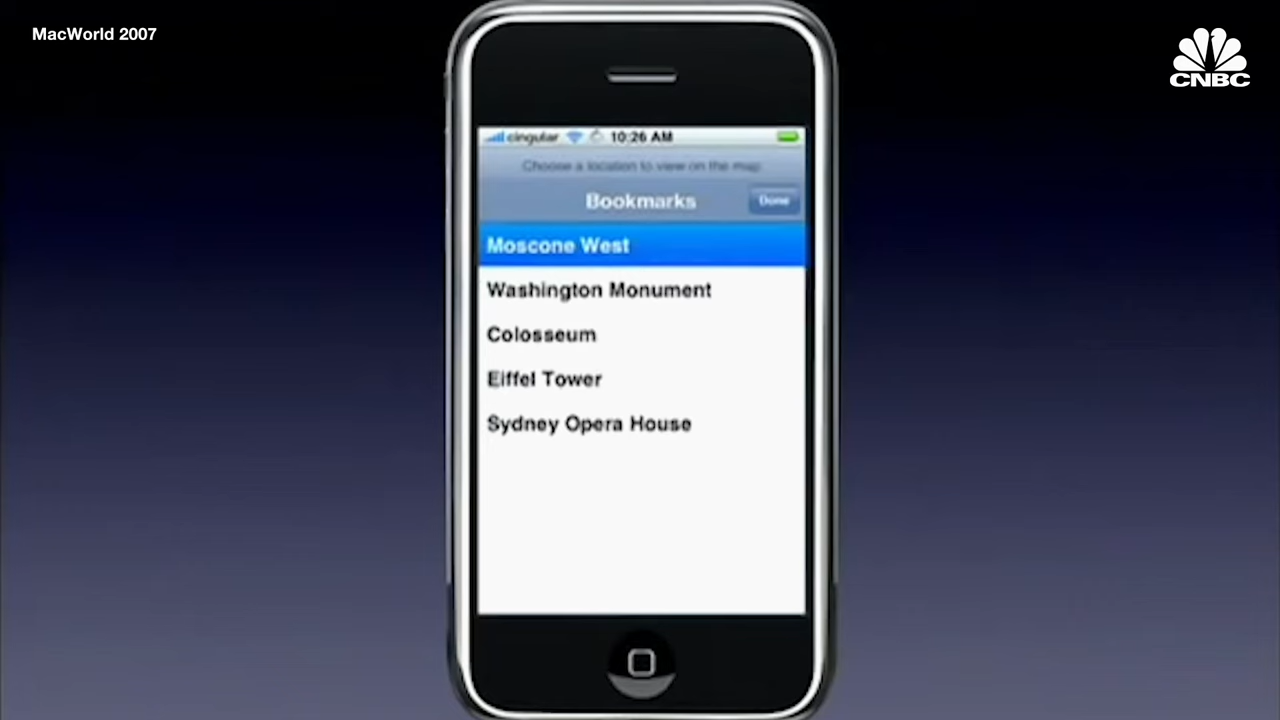 MacWorld 2007
CNBC
cingular 10:26 AM
Choose a location to view on the map
Bookmarks Done
Moscone West
Washington Monument
Colosseum
Eiffel Tower
Sydney Opera House